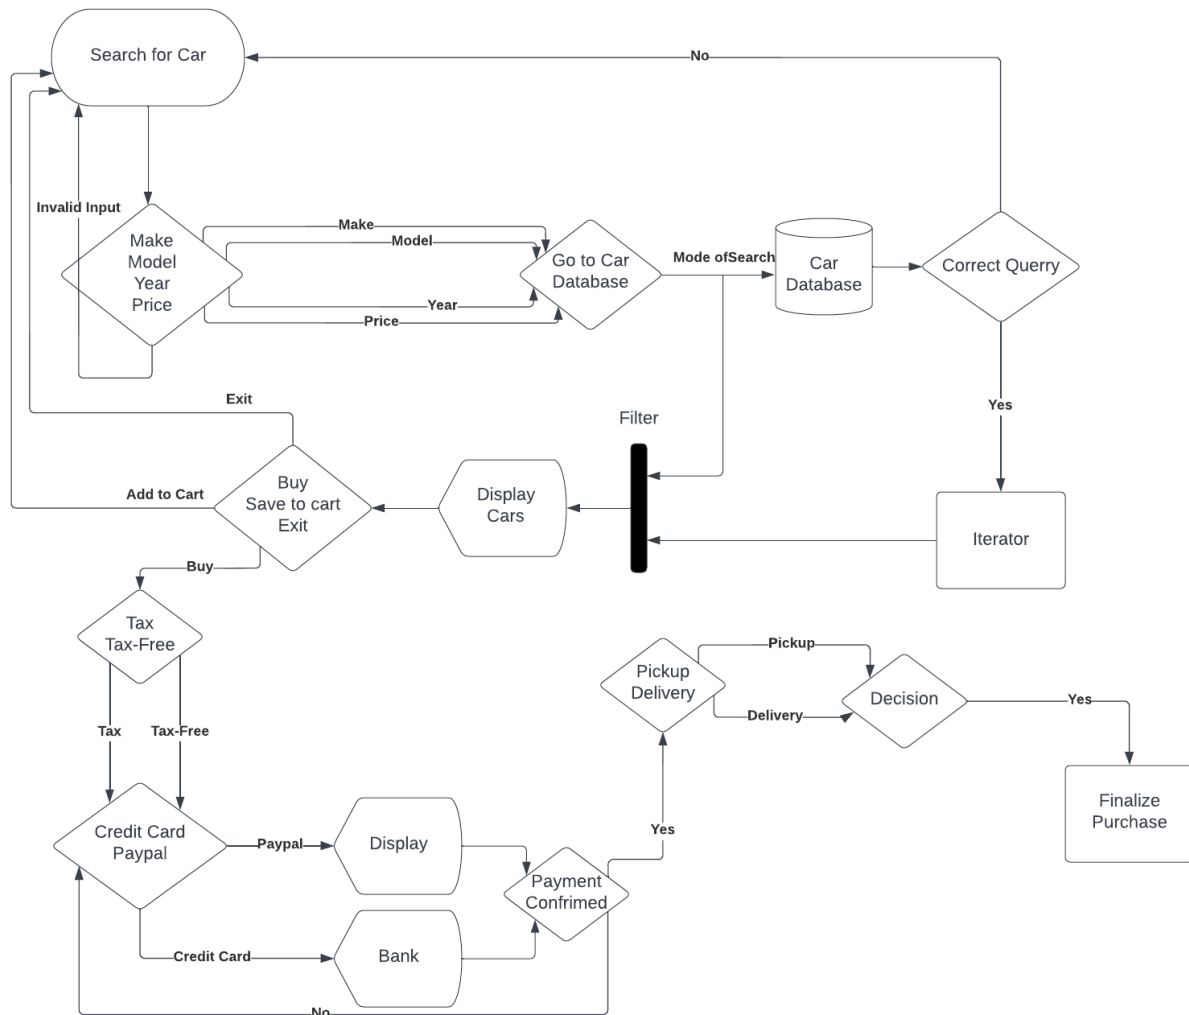 Search for Car
No
Invalid Input
Make
Model
Year
Price
Make
Model
Year
Price
Go to Car
Database
Mode ofSearch
Car
Database
Correct Querry
Yes
Exit
Filter
Add to Cart
Buy
Save to cart
Exit
Display
Cars
Iterator
Buy
Tax
Tax-Free
Tax
Tax-Free
Pickup
Delivery
Pickup
Delivery
Decision
Yes
Finalize
Purchase
Credit Card
Paypal
Paypal
Display
Yes
Payment
Confrimed
Credit Card
Bank
No